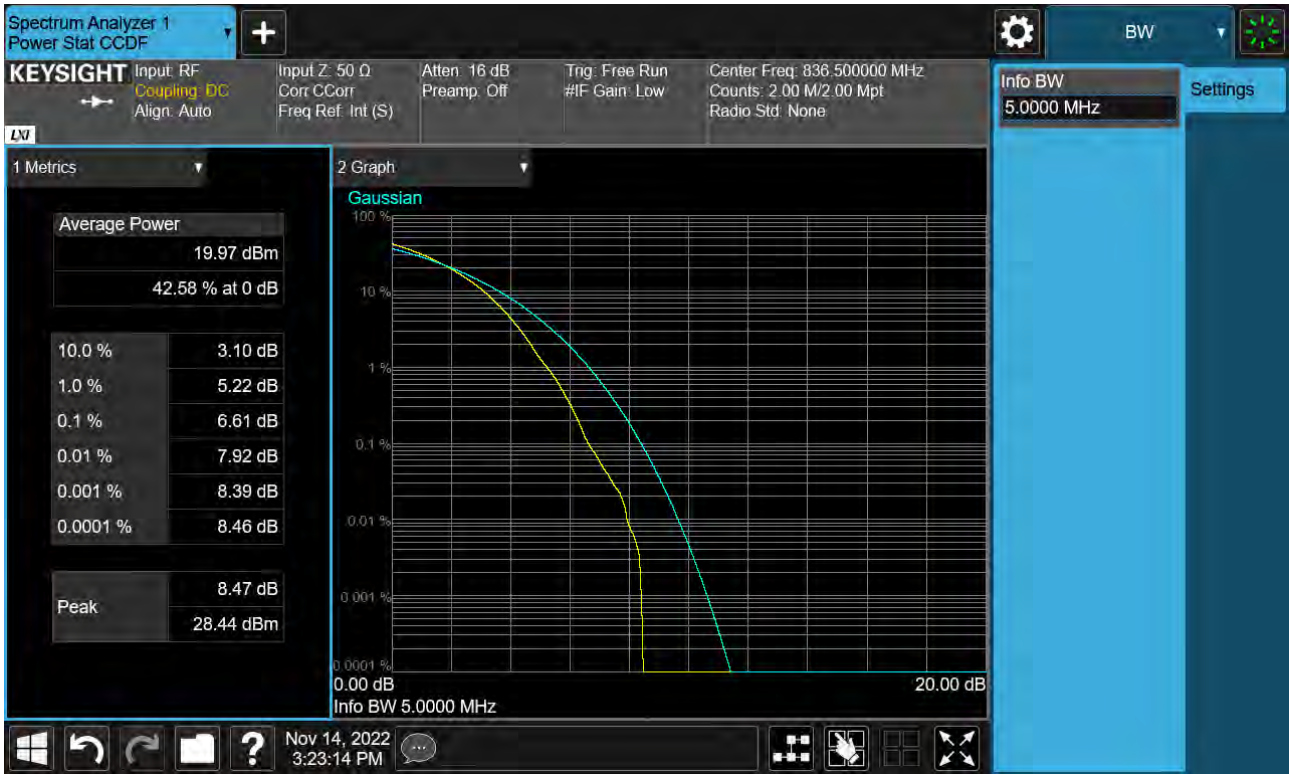 Spectrum Analyzer 1
Power Stat CCDF
BW
KEYSIGHT
LXI
Input: RF
Coupling: DC
Align: Auto
Input Z: 50 Ω
Corr CCorr
Freq Ref: Int (S)
Atten: 16 dB
Preamp: Off
Trig: Free Run
#IF Gain: Low
Center Freq: 836.500000 MHz
Counts: 2.00 M/2.00 Mpt
Radio Std: None
Info BW
5.0000 MHz
Settings
1 Metrics
Average Power
19.97 dBm
42.58 % at 0 dB
10.0 % 3.10 dB
1.0 % 5.22 dB
0.1 % 6.61 dB
0.01 % 7.92 dB
0.001 % 8.39 dB
0.0001 % 8.46 dB
Peak
8.47 dB
28.44 dBm
2 Graph
Gaussian
100 %
10 %
1 %
0.1 %
0.01 %
0.001 %
0.0001 %
0.00 dB 20.00 dB
Info BW 5.0000 MHz
Nov 14, 2022
3:23:14 PM